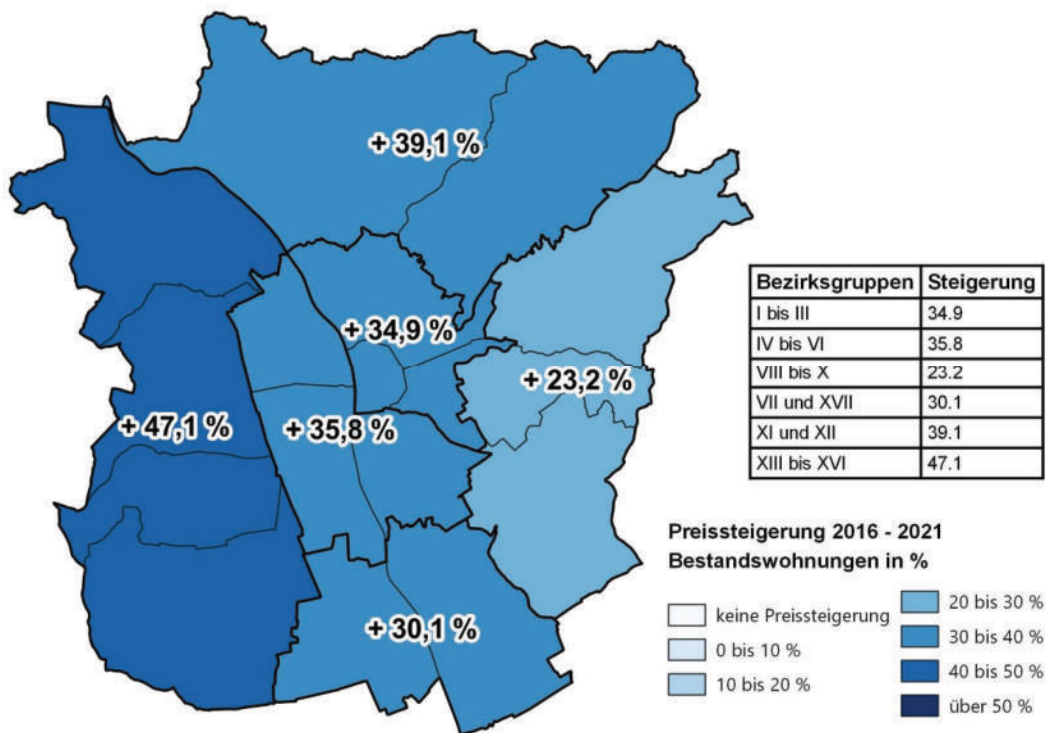 + 39,1 %
+ 34,9 %
+ 23,2 %
+ 47,1 %
+ 35,8 %
+ 30,1 %
Bezirksgruppen Steigerung
I bis III 34.9
IV bis VI 35.8
VIII bis X 23.2
VII und XVII 30.1
XI und XII 39.1
XIII bis XVI 47.1
Preissteigerung 2016 - 2021
Bestandswohnungen in %
keine Preissteigerung
0 bis 10 %
10 bis 20 %
20 bis 30 %
30 bis 40 %
40 bis 50 %
über 50 %